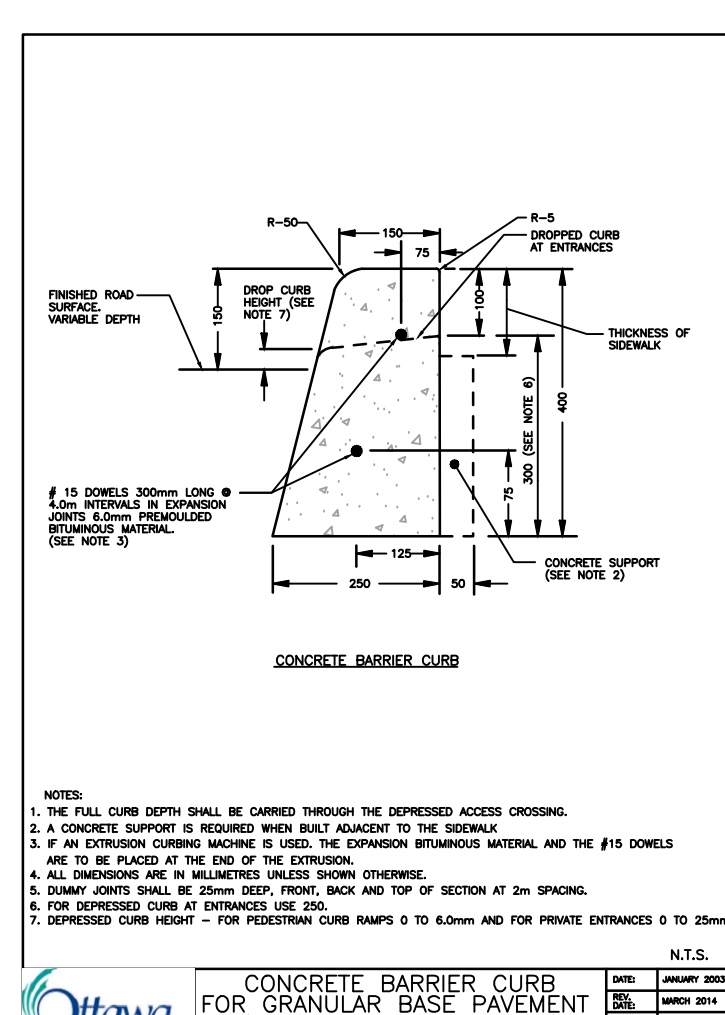 R-50
150
75
R-5
DROPPED CURB
AT ENTRANCES
FINISHED ROAD
SURFACE.
VARIABLE DEPTH
150
DROP CURB
HEIGHT (SEE
NOTE 7)
100
THICKNESS OF
SIDEWALK
300 (SEE NOTE 6)
400
75
# 15 DOWELS 300mm LONG @
4.0m INTERVALS IN EXPANSION
JOINTS 6.0mm PREMOULDED
BITUMINOUS MATERIAL.
(SEE NOTE 3)
125
250
50
CONCRETE SUPPORT
(SEE NOTE 2)
CONCRETE BARRIER CURB
NOTES:
1. THE FULL CURB DEPTH SHALL BE CARRIED THROUGH THE DEPRESSED ACCESS CROSSING.
2. A CONCRETE SUPPORT IS REQUIRED WHEN BUILT ADJACENT TO THE SIDEWALK
3. IF AN EXTRUSION CURBING MACHINE IS USED. THE EXPANSION BITUMINOUS MATERIAL AND THE #15 DOWELS
ARE TO BE PLACED AT THE END OF THE EXTRUSION.
4. ALL DIMENSIONS ARE IN MILLIMETRES UNLESS SHOWN OTHERWISE.
5. DUMMY JOINTS SHALL BE 25mm DEEP, FRONT, BACK AND TOP OF SECTION AT 2m SPACING.
6. FOR DEPRESSED CURB AT ENTRANCES USE 250.
7. DEPRESSED CURB HEIGHT – FOR PEDESTRIAN CURB RAMPS 0 TO 6.0mm AND FOR PRIVATE ENTRANCES 0 TO 25mm
N.T.S.
Ottawa
CONCRETE BARRIER CURB
FOR GRANULAR BASE PAVEMENT
DATE: JANUARY 2003
REV. DATE: MARCH 2014